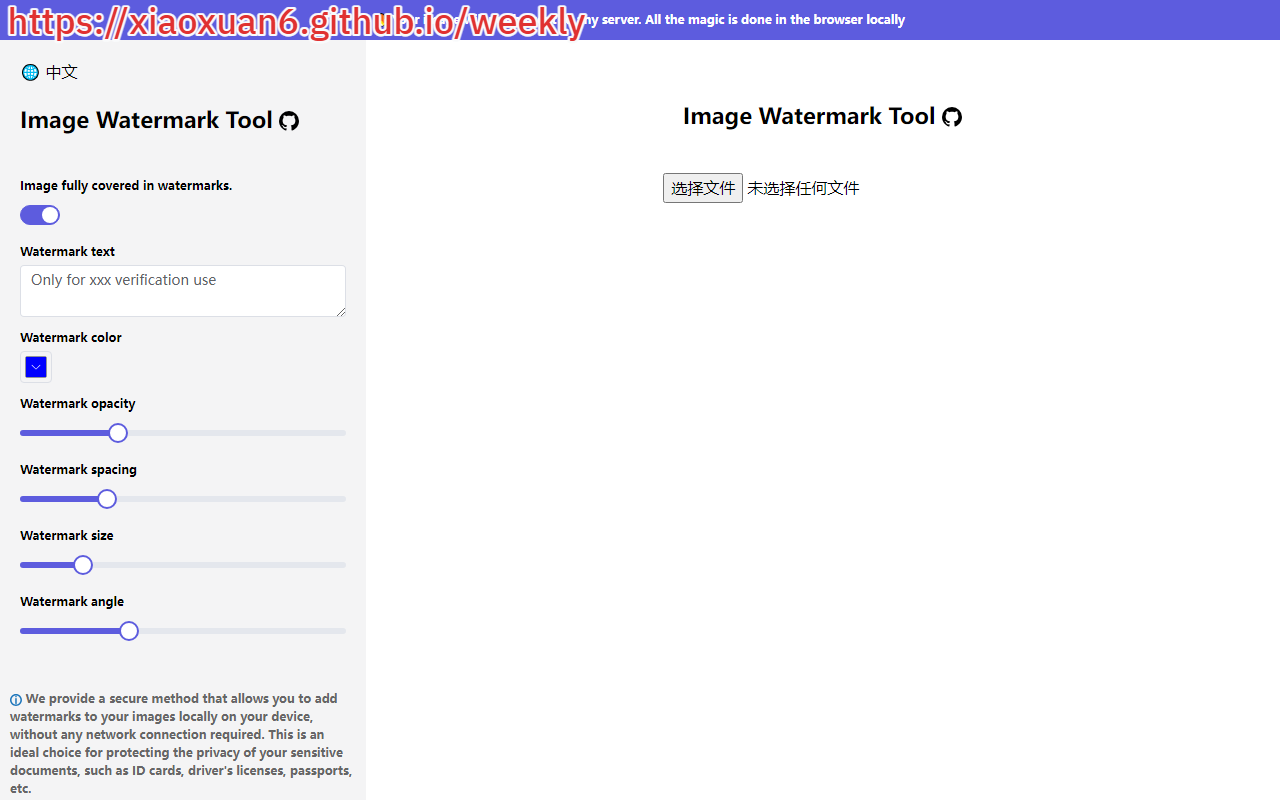 https://xiaoxuan6.github.io/weekly
ny server. All the magic is done in the browser locally
中文
Image Watermark Tool
Image Watermark Tool
选择文件 未选择任何文件
Image fully covered in watermarks.
Watermark text
Only for xxx verification use
Watermark color
Watermark opacity
Watermark spacing
Watermark size
Watermark angle
We provide a secure method that allows you to add
watermarks to your images locally on your device,
without any network connection required. This is an
ideal choice for protecting the privacy of your sensitive
documents, such as ID cards, driver's licenses, passports,
etc.